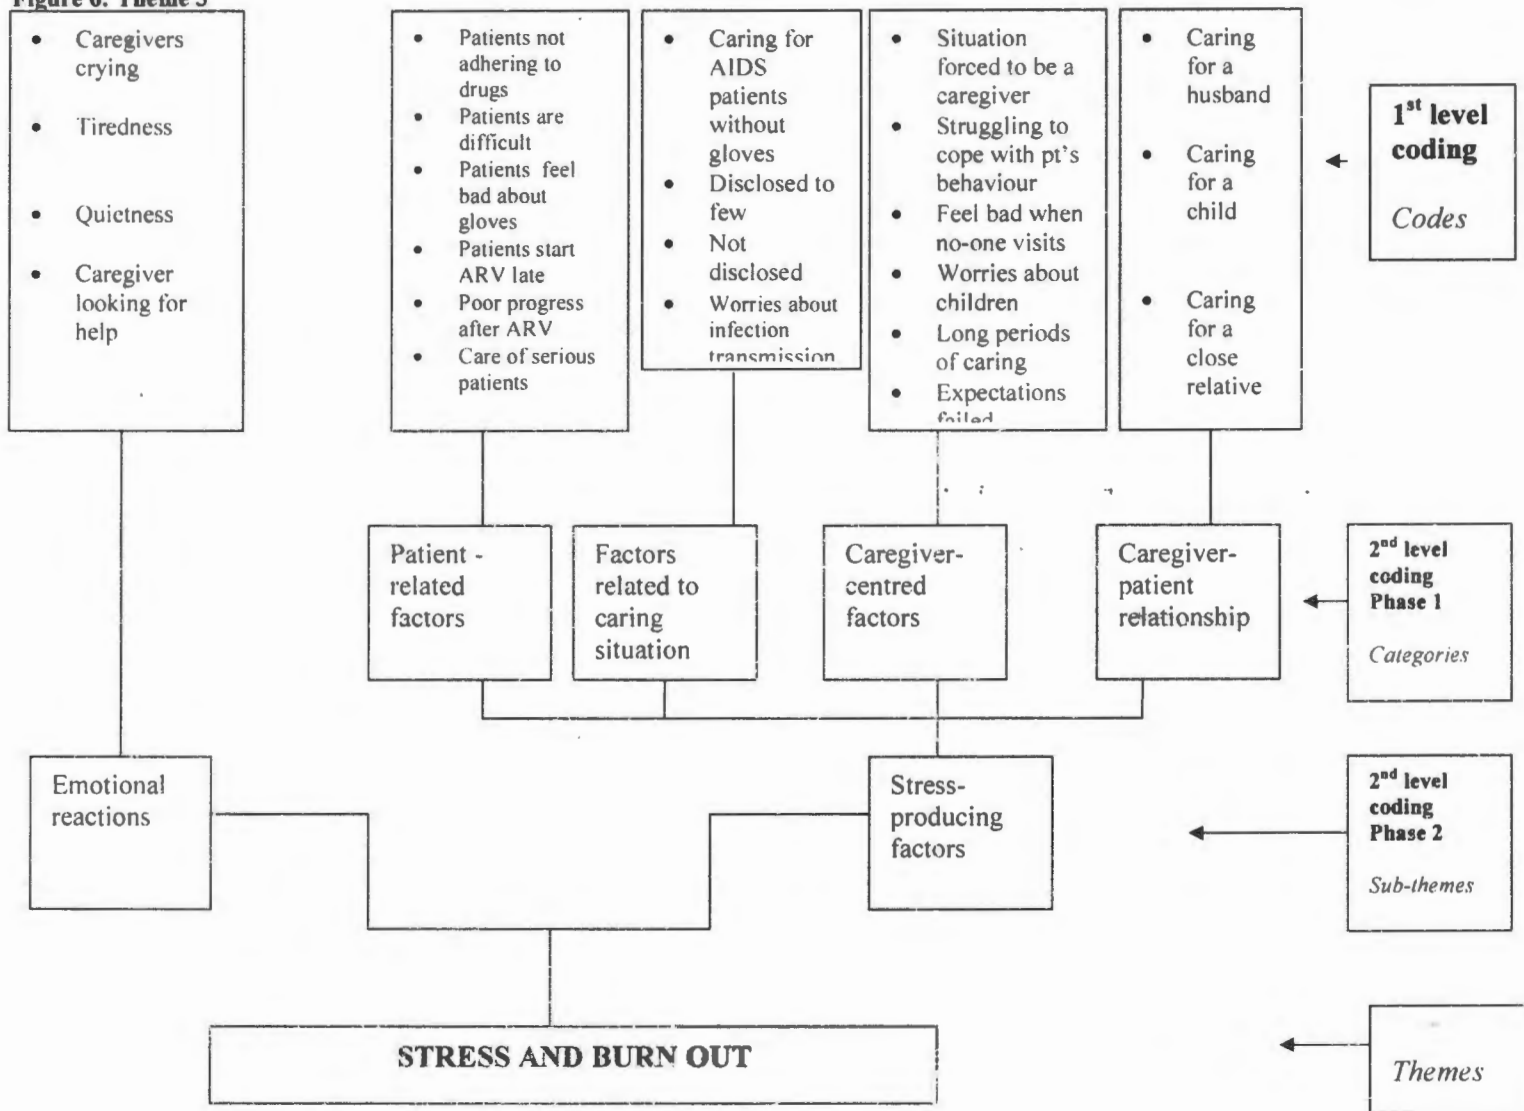 Figure 6. Theme 3
• Caregivers
crying
• Tiredness
• Quietness
• Caregiver
looking for
help
• Patients not
adhering to
drugs
• Patients are
difficult
• Patients feel
bad about
gloves
• Patients start
ARV late
• Poor progress
after ARV
• Care of serious
patients
• Caring for
AIDS
patients
without
gloves
• Disclosed to
few
• Not
disclosed
• Worries about
infection
transmission
• Situation
forced to be a
caregiver
• Struggling to
cope with pt's
behaviour
• Feel bad when
no-one visits
• Worries about
children
• Long periods
of caring
• Expectations
failed
• Caring
for a
husband
• Caring
for a
child
• Caring
for a
close
relative
1st level
coding
Codes
Patient -
related
factors
Factors
related to
caring
situation
Caregiver-
centred
factors
Caregiver-
patient
relationship
2nd level
coding
Phase 1
Categories
Emotional
reactions
Stress-
producing
factors
2nd level
coding
Phase 2
Sub-themes
STRESS AND BURN OUT
Themes